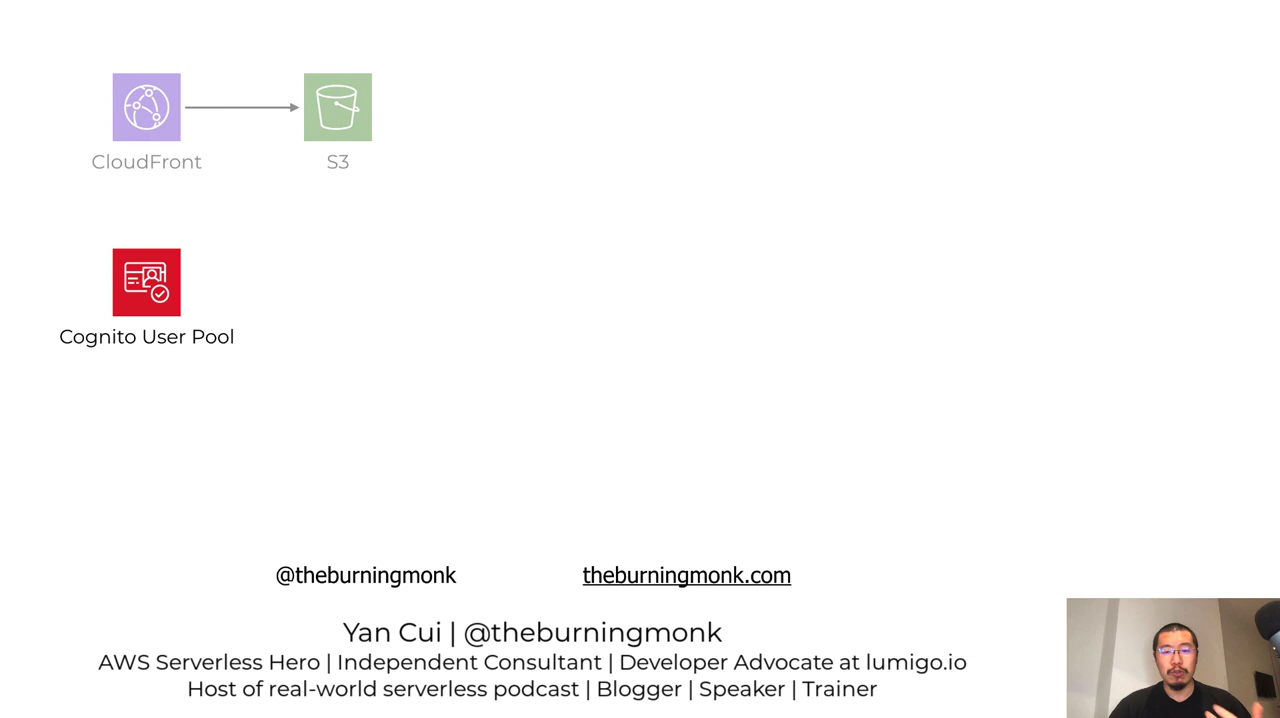 CloudFront
S3
Cognito User Pool
@theburningmonk
theburningmonk.com
Yan Cui | @theburningmonk
AWS Serverless Hero | Independent Consultant | Developer Advocate at lumigo.io
Host of real-world serverless podcast | Blogger | Speaker | Trainer